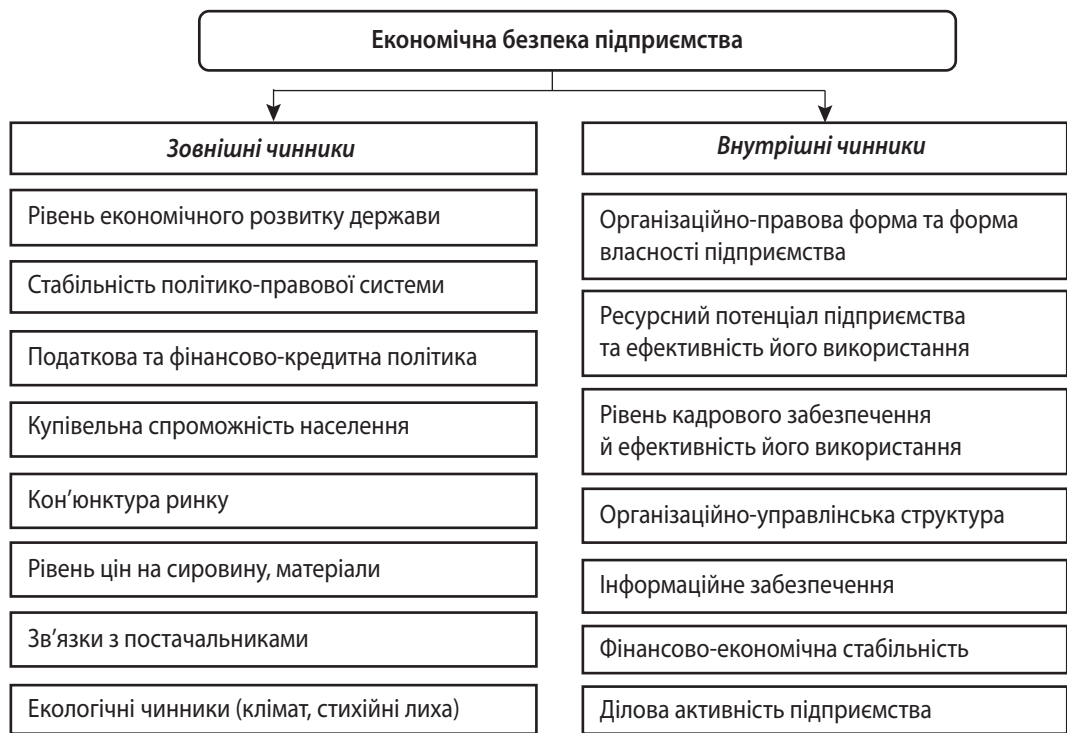 Економічна безпека підприємства
Зовнішні чинники
Рівень економічного розвитку держави
Стабільність політико-правової системи
Податкова та фінансово-кредитна політика
Купівельна спроможність населення
Кон’юнктура ринку
Рівень цін на сировину, матеріали
Зв’язки з постачальниками
Екологічні чинники (клімат, стихійні лиха)
Внутрішні чинники
Організаційно-правова форма та форма
власності підприємства
Ресурсний потенціал підприємства
та ефективність його використання
Рівень кадрового забезпечення
й ефективність його використання
Організаційно-управлінська структура
Інформаційне забезпечення
Фінансово-економічна стабільність
Ділова активність підприємства